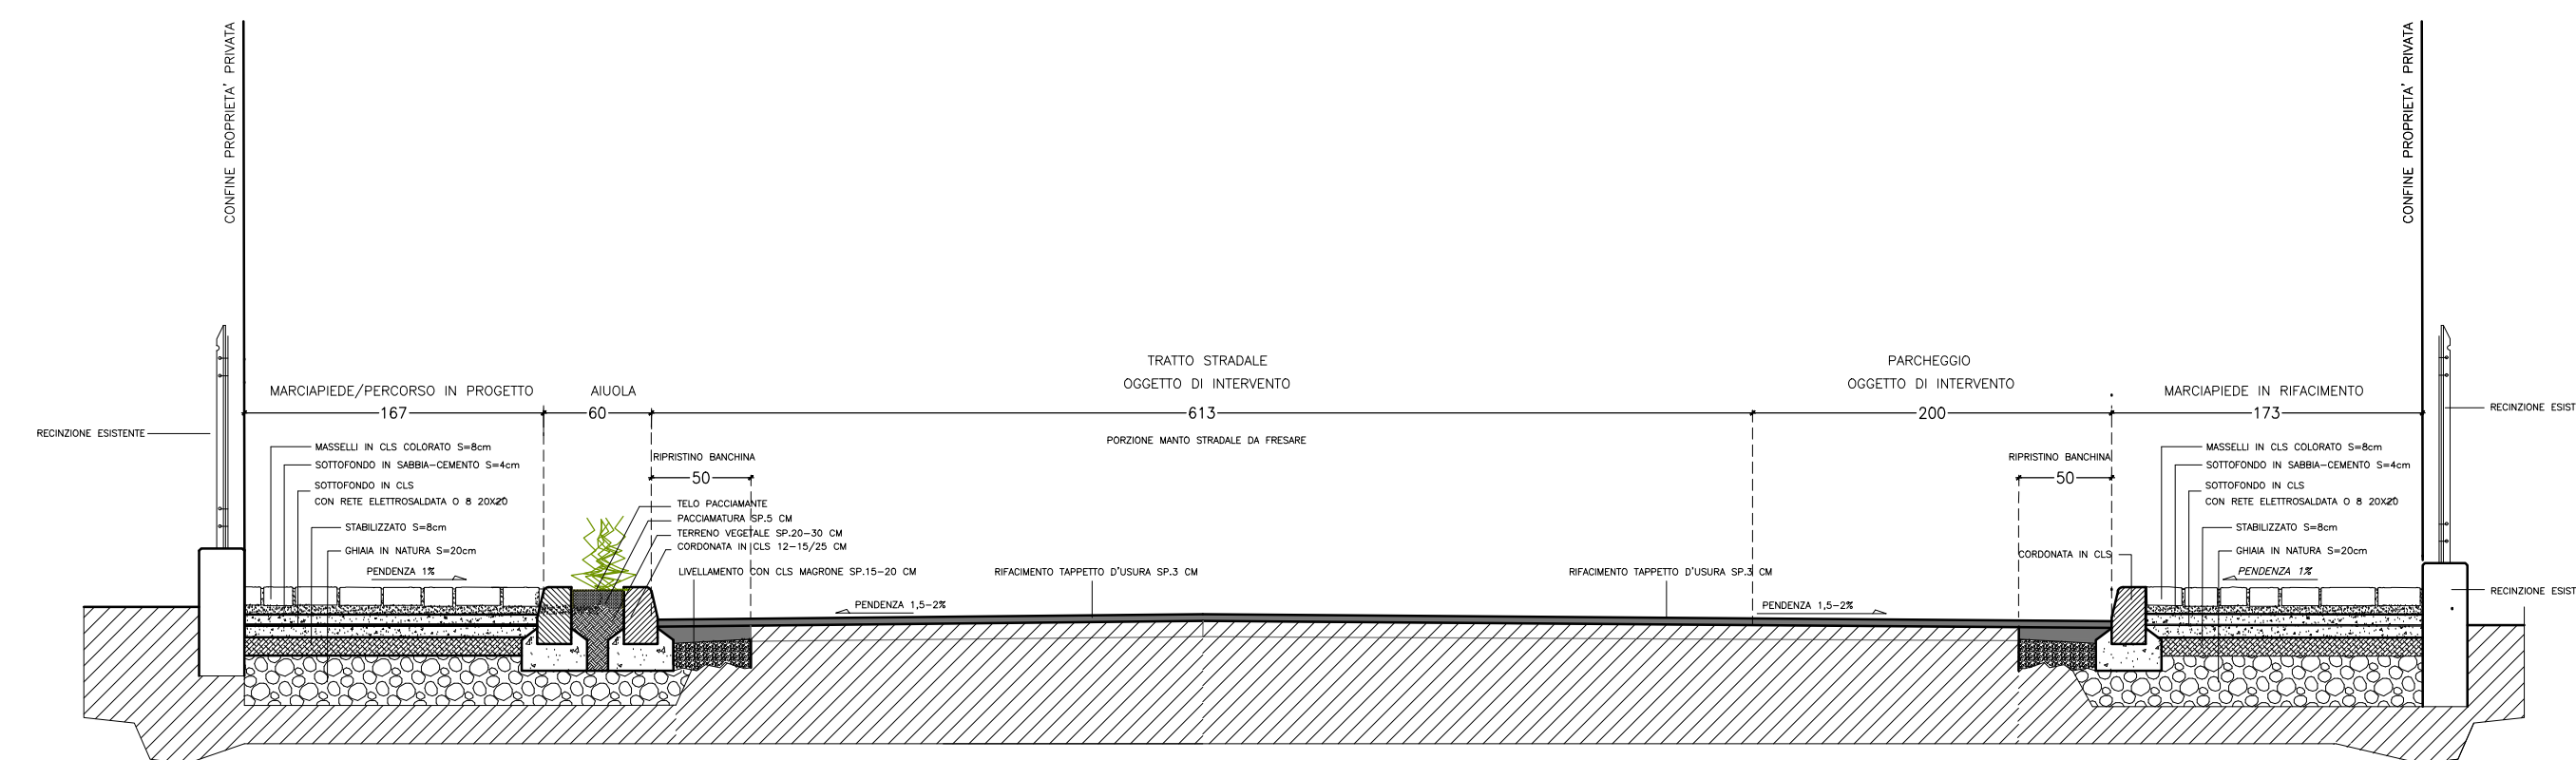 CONFINE PROPRIETA' PRIVATA
CONFINE PROPRIETA' PRIVATA
TRATTO STRADALE
OGGETTO DI INTERVENTO
PARCHEGGIO
OGGETTO DI INTERVENTO
MARCIAPIEDE/PERCORSO IN PROGETTO
AIUOLA
MARCIAPIEDE IN RIFACIMENTO
167
60
613
200
173
RECINZIONE ESISTENTE
RECINZIONE ESIST
PORZIONE MANTO STRADALE DA FRESARE
MASSELLI IN CLS COLORATO S=8cm
SOTTOFONDO IN SABBIA-CEMENTO S=4cm
SOTTOFONDO IN CLS
CON RETE ELETTROSALDATA O 8 20X20
STABILIZZATO S=8cm
GHIAIA IN NATURA S=20cm
PENDENZA 1%
RIPRISTINO BANCHINA
50
TELO PACCIAMANTE
PACCIAMATURA SP.5 CM
TERRENO VEGETALE SP.20-30 CM
CORDONATA IN CLS 12-15/25 CM
LIVELLAMENTO CON CLS MAGRONE SP.15-20 CM
RIFACIMENTO TAPPETO D'USURA SP.3 CM
RIFACIMENTO TAPPETO D'USURA SP.3 CM
PENDENZA 1,5-2%
PENDENZA 1,5-2%
RIPRISTINO BANCHINA
50
CORDONATA IN CLS
MASSELLI IN CLS COLORATO S=8cm
SOTTOFONDO IN SABBIA-CEMENTO S=4cm
SOTTOFONDO IN CLS
CON RETE ELETTROSALDATA O 8 20X20
STABILIZZATO S=8cm
GHIAIA IN NATURA S=20cm
PENDENZA 1%
RECINZIONE ESIST